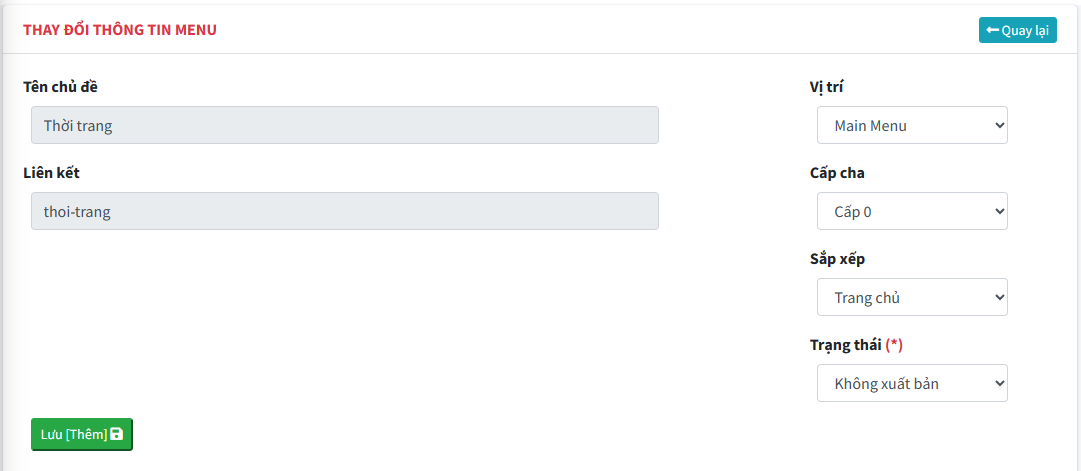 THAY ĐỔI THÔNG TIN MENU
Quay lại
Tên chủ đề
Thời trang
Liên kết
thoi-trang
Vị trí
Main Menu
Cấp cha
Cấp 0
Sắp xếp
Trang chủ
Trạng thái (*)
Không xuất bản
Lưu [Thêm]